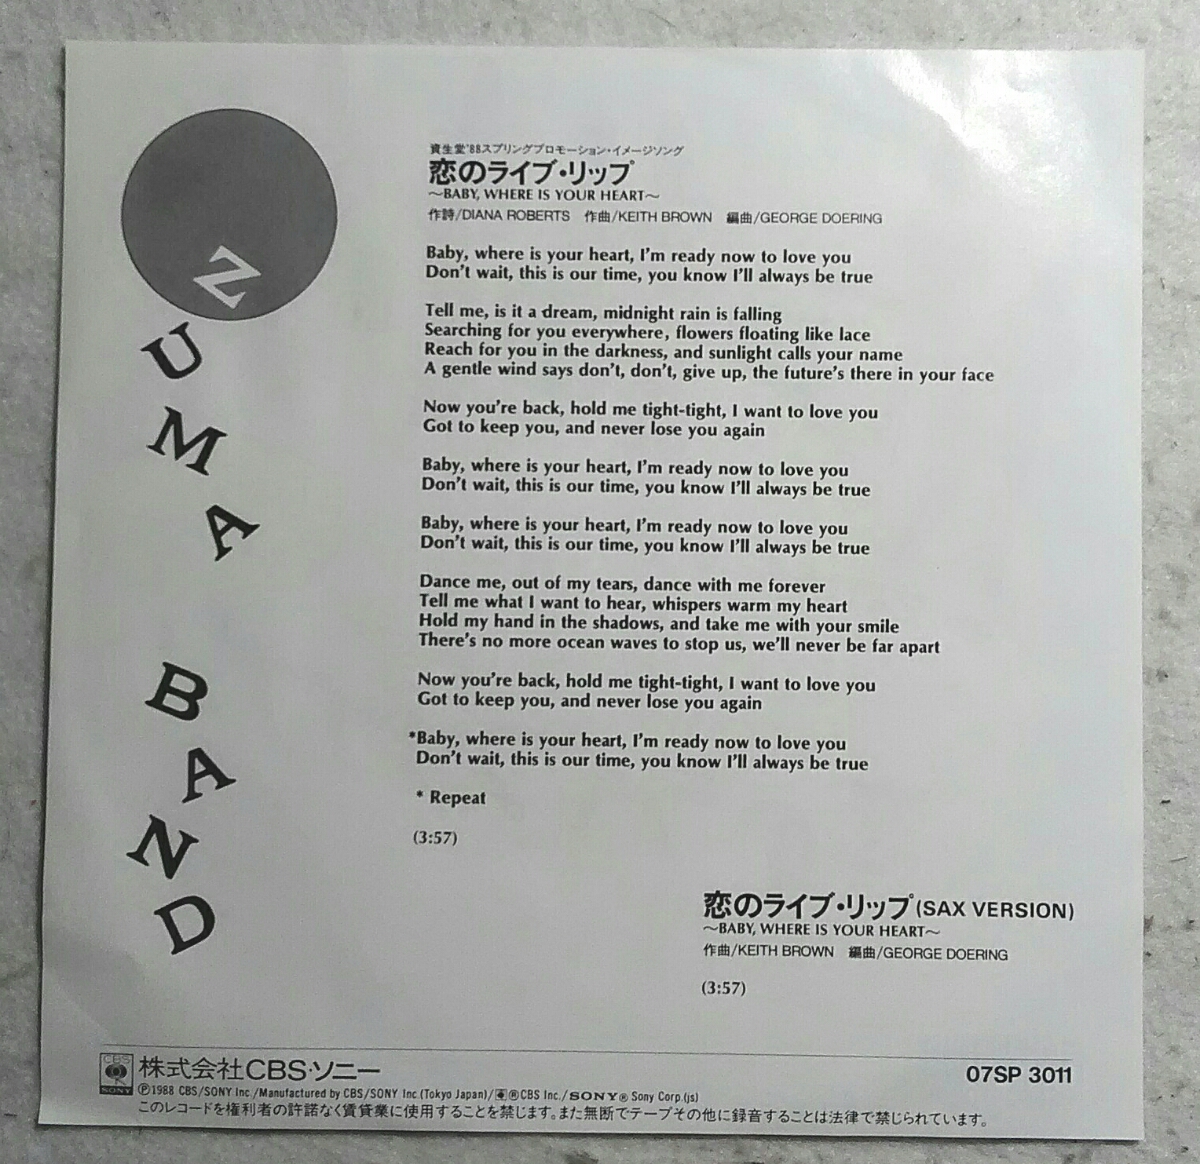 ZUMA BAND
資生堂'88スプリングプロモーション・イメージソング
恋のライブ・リップ
〜BABY, WHERE IS YOUR HEART〜
作詩/DIANA ROBERTS 作曲/KEITH BROWN 編曲/GEORGE DOERING
Baby, where is your heart, I'm ready now to love you
Don't wait, this is our time, you know I'll always be true
Tell me, is it a dream, midnight rain is falling
Searching for you everywhere, flowers floating like lace
Reach for you in the darkness, and sunlight calls your name
A gentle wind says don't, don't, give up, the future's there in your face
Now you're back, hold me tight-tight, I want to love you
Got to keep you, and never lose you again
Baby, where is your heart, I'm ready now to love you
Don't wait, this is our time, you know I'll always be true
Baby, where is your heart, I'm ready now to love you
Don't wait, this is our time, you know I'll always be true
Dance me, out of my tears, dance with me forever
Tell me what I want to hear, whispers warm my heart
Hold my hand in the shadows, and take me with your smile
There's no more ocean waves to stop us, we'll never be far apart
Now you're back, hold me tight-tight, I want to love you
Got to keep you, and never lose you again
*Baby, where is your heart, I'm ready now to love you
Don't wait, this is our time, you know I'll always be true
* Repeat
(3:57)
恋のライブ・リップ(SAX VERSION)
〜BABY, WHERE IS YOUR HEART〜
作曲/KEITH BROWN 編曲/GEORGE DOERING
(3:57)
CBS SONY 株式会社CBS・ソニー
07SP 3011
Ⓟ1988 CBS/SONY Inc./Manufactured by CBS/SONY Inc.(Tokyo Japan)/®CBS Inc./SONY® Sony Corp.(js)
このレコードを権利者の許諾なく賃貸業に使用することを禁じます。また無断でテープその他に録音することは法律で禁じられています。